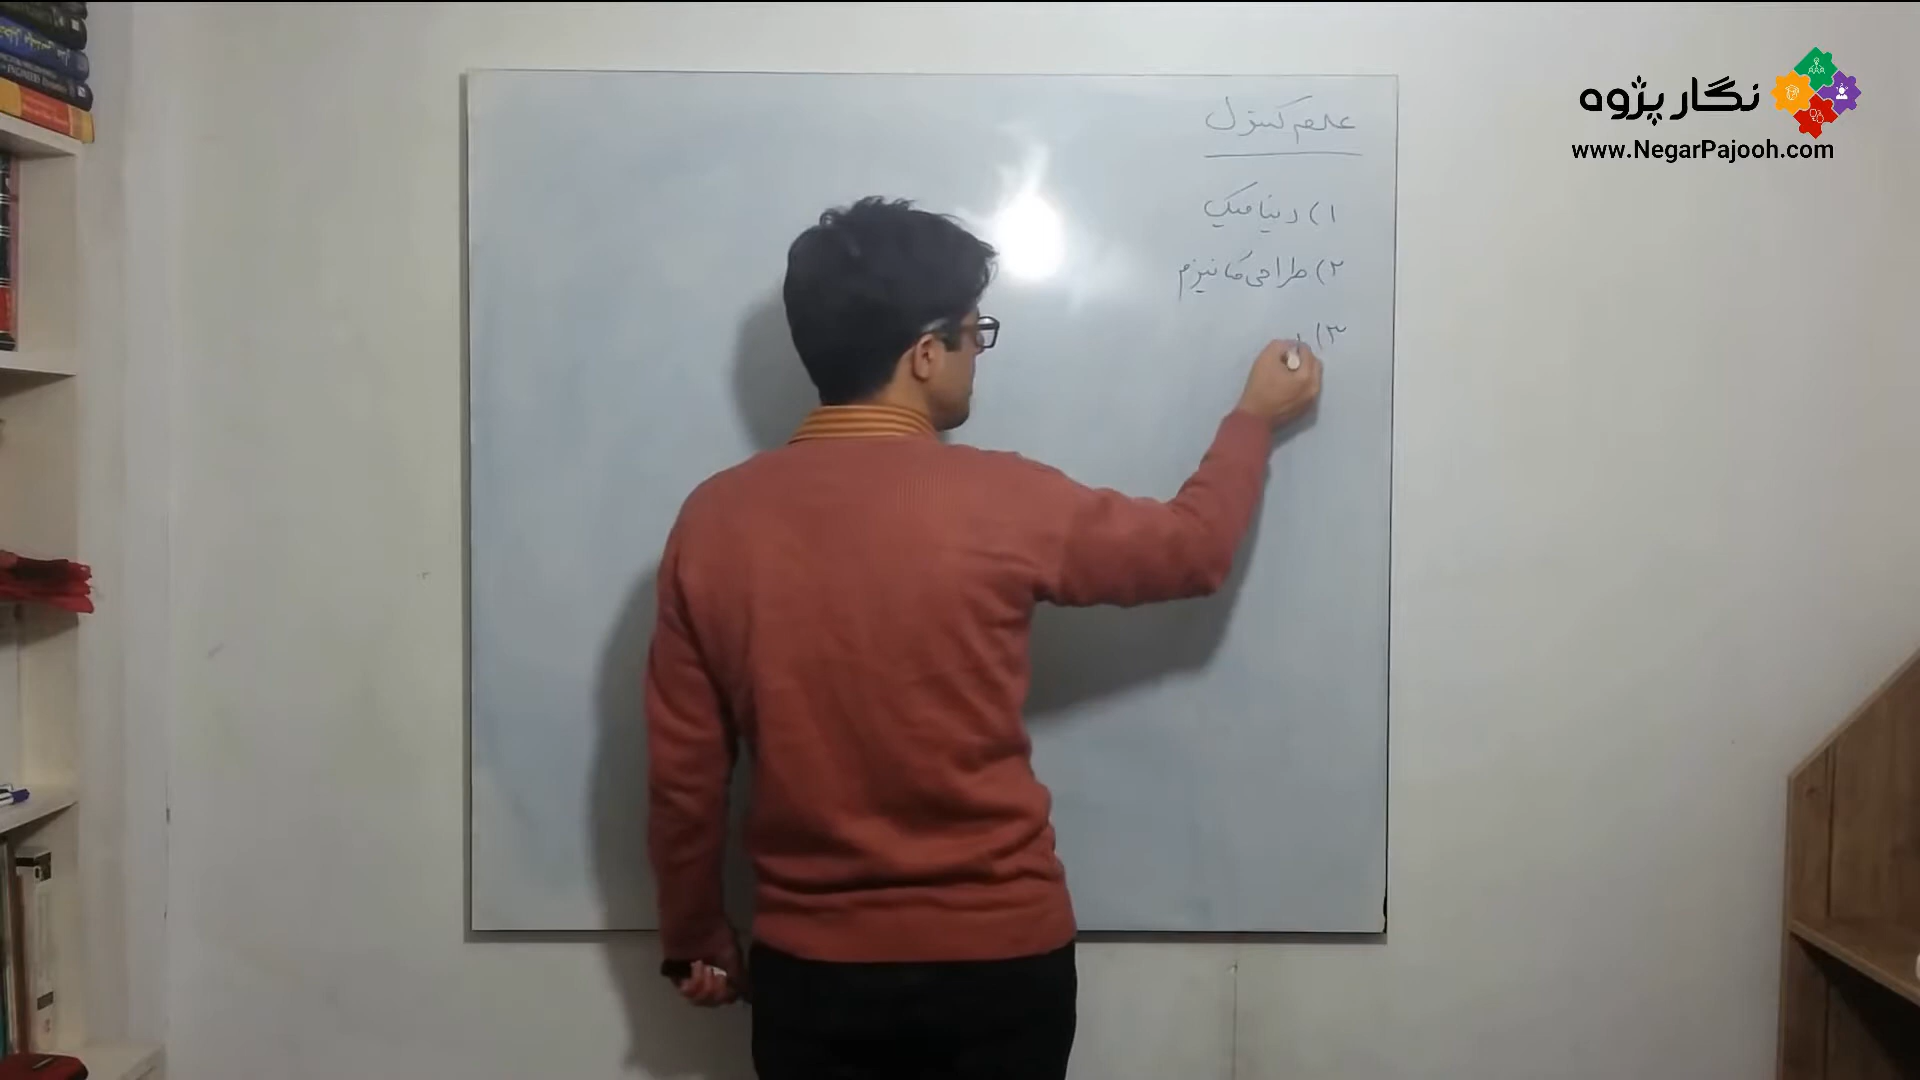 نگار پژوه
www.NegarPajooh.com
علم کنترل
۱) دینامیک
۲) طراحی مکانیزم
۳)